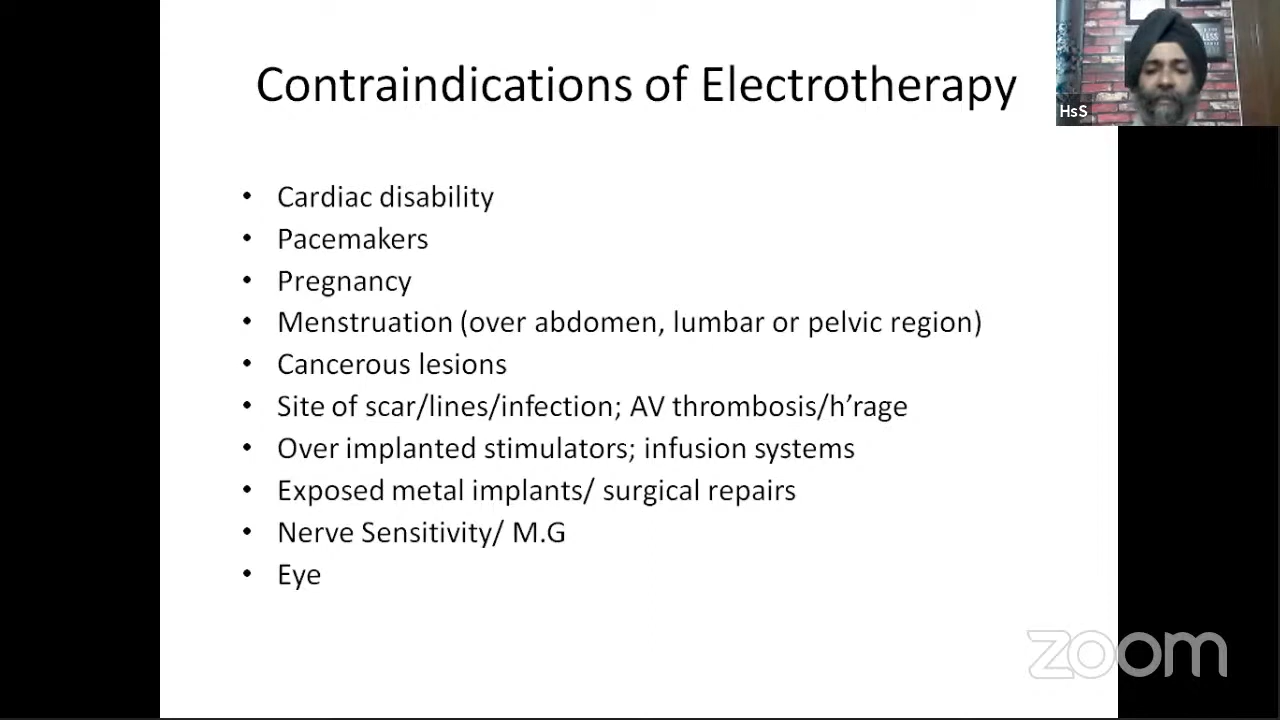 Contraindications of Electrotherapy
HsS
• Cardiac disability
• Pacemakers
• Pregnancy
• Menstruation (over abdomen, lumbar or pelvic region)
• Cancerous lesions
• Site of scar/lines/infection; AV thrombosis/h’rage
• Over implanted stimulators; infusion systems
• Exposed metal implants/ surgical repairs
• Nerve Sensitivity/ M.G
• Eye
zoom